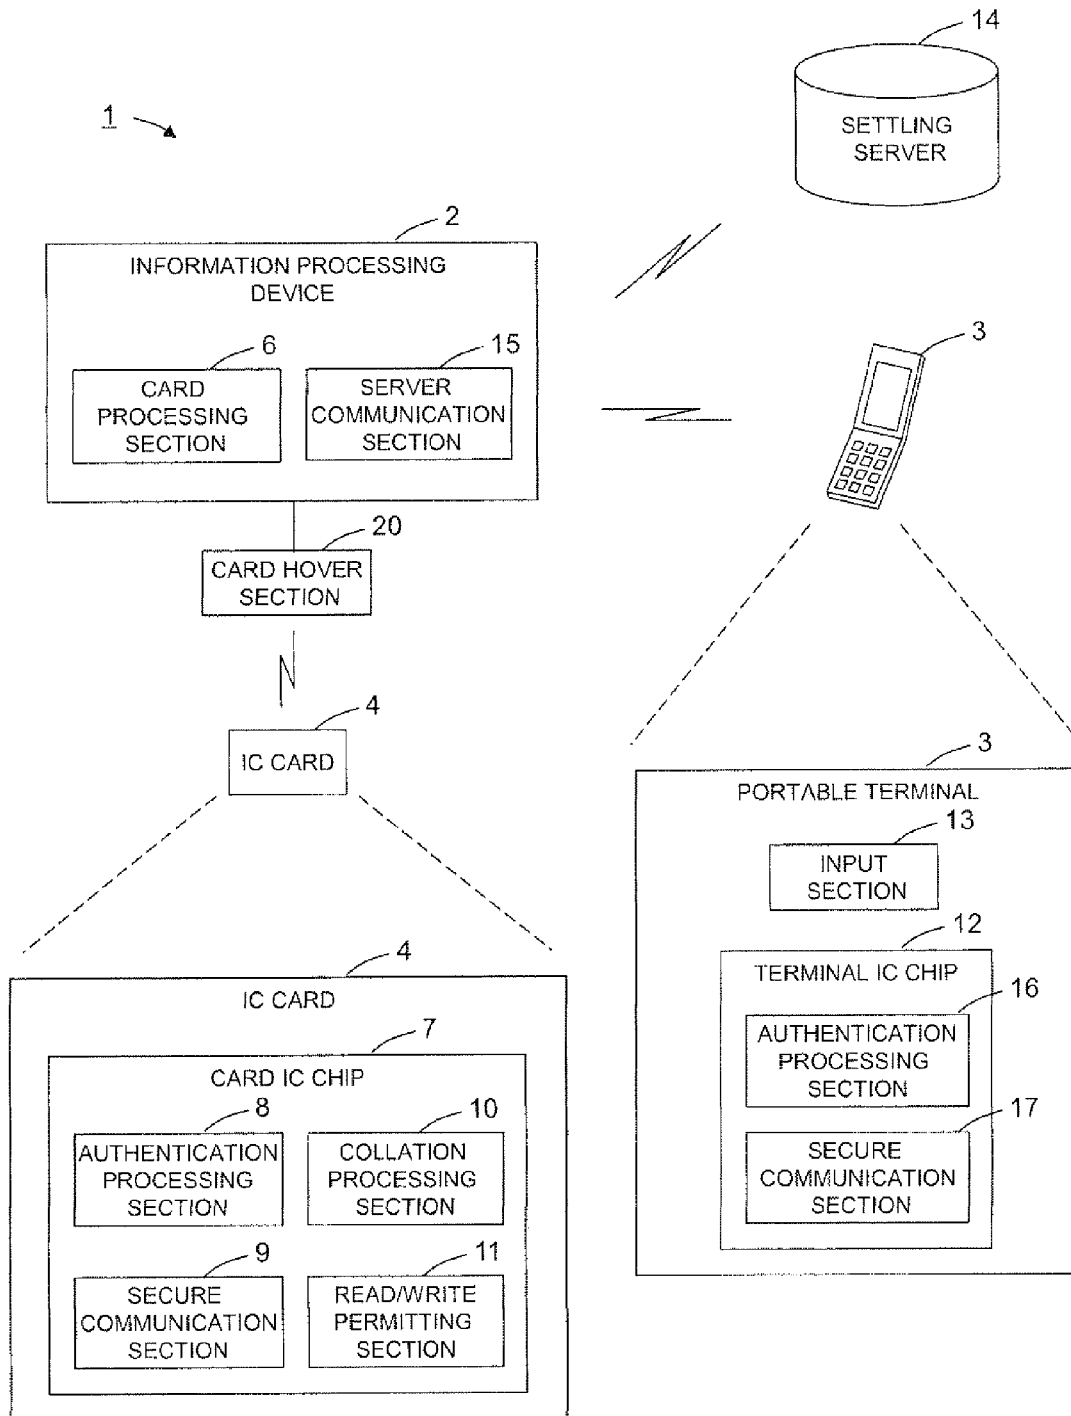 14
SETTLING
SERVER
1
2
INFORMATION PROCESSING
DEVICE
6
CARD
PROCESSING
SECTION
15
SERVER
COMMUNICATION
SECTION
3
20
CARD HOVER
SECTION
4
IC CARD
3
PORTABLE TERMINAL
13
INPUT
SECTION
12
TERMINAL IC CHIP
16
AUTHENTICATION
PROCESSING
SECTION
17
SECURE
COMMUNICATION
SECTION
4
IC CARD
7
CARD IC CHIP
8
AUTHENTICATION
PROCESSING
SECTION
10
COLLATION
PROCESSING
SECTION
9
SECURE
COMMUNICATION
SECTION
11
READ/WRITE
PERMITTING
SECTION